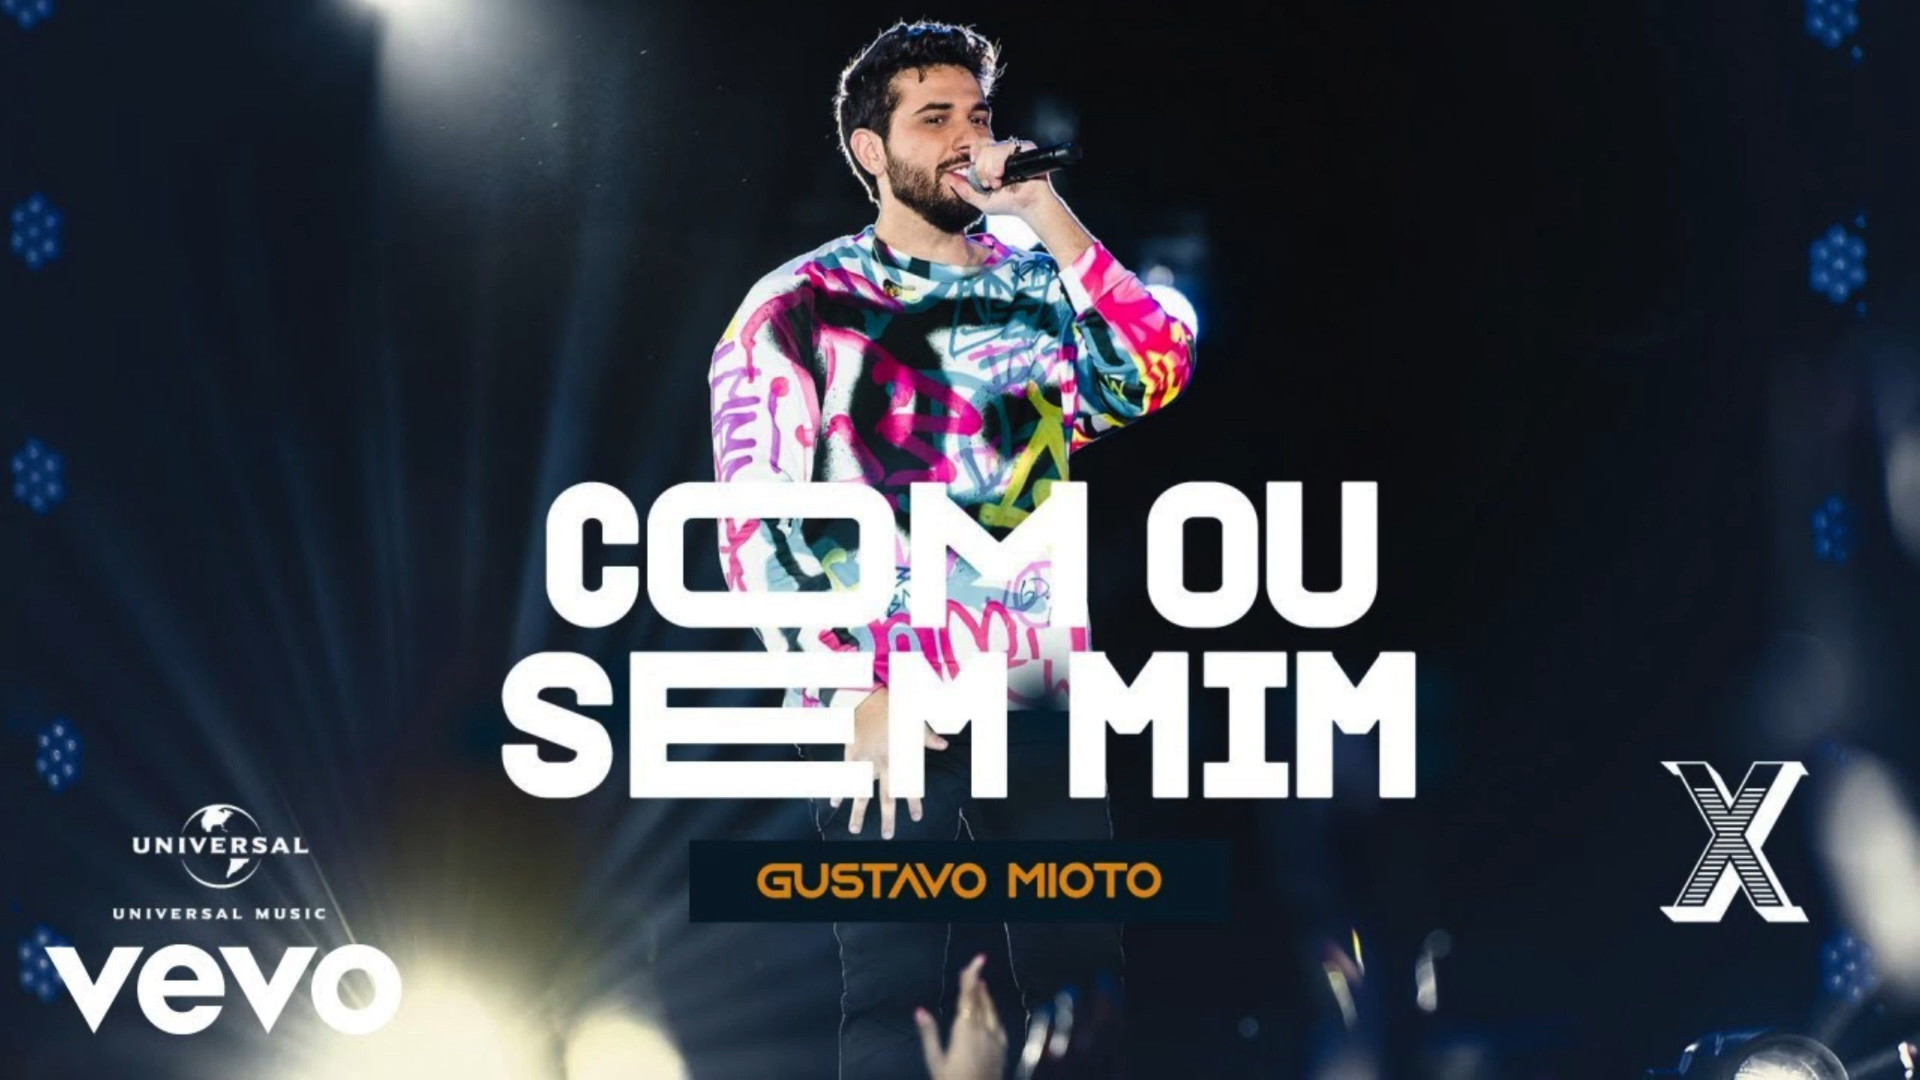 COM OU
SEM MIM
GUSTAVO MIOTO
UNIVERSAL
UNIVERSAL MUSIC
vevo
X